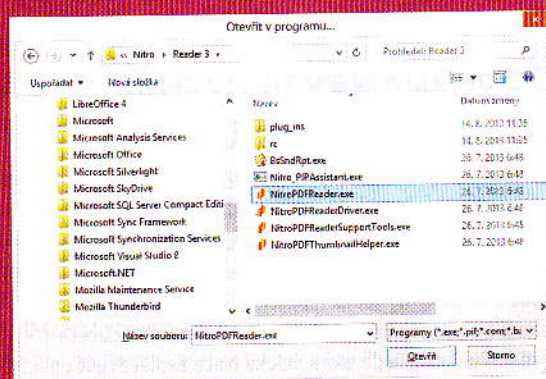 Otevřít v programu...
« Nitro ▸ Reader 3 ▸
Prohledat: Reader 3
Uspořádat ▾ Nová složka
LibreOffice 4
Microsoft
Microsoft Analysis Services
Microsoft Office
Microsoft Silverlight
Microsoft SkyDrive
Microsoft SQL Server Compact Editi
Microsoft Sync Framework
Microsoft Synchronization Services
Microsoft Visual Studio 8
Microsoft.NET
Mozilla Maintenance Service
Mozilla Thunderbird
Název Datum změny
plug_ins 14. 8. 2013 11:35
rc 14. 8. 2013 11:35
BsSndRpt.exe 26. 7. 2013 6:48
Nitro_PIPAssistant.exe 26. 7. 2013 6:48
NitroPDFReader.exe 26. 7. 2013 6:48
NitroPDFReaderDriver.exe 26. 7. 2013 6:48
NitroPDFReaderSupportTools.exe 26. 7. 2013 6:48
NitroPDFThumbnailHelper.exe 26. 7. 2013 6:48
Název souboru: NitroPDFReader.exe Programy (*.exe;*.pif;*.com;*.ba
Otevřít Storno